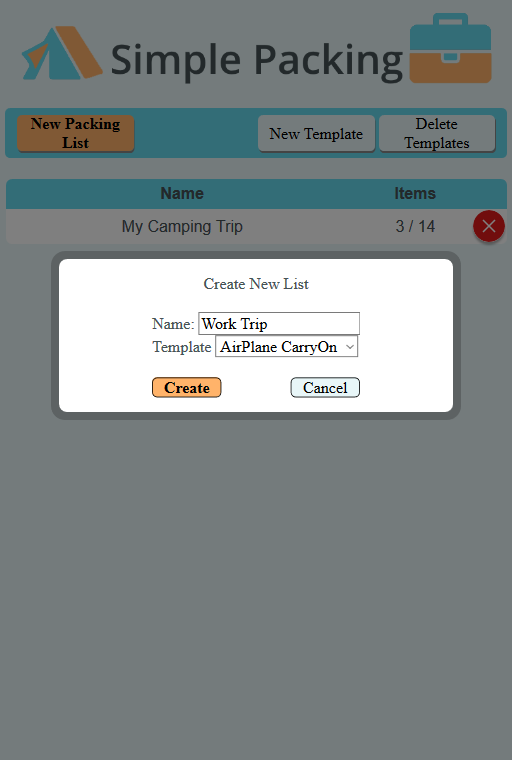 Simple Packing
New Packing
List
New Template
Delete
Templates
Name Items
My Camping Trip 3 / 14
Create New List
Name: Work Trip
Template AirPlane CarryOn
Create Cancel